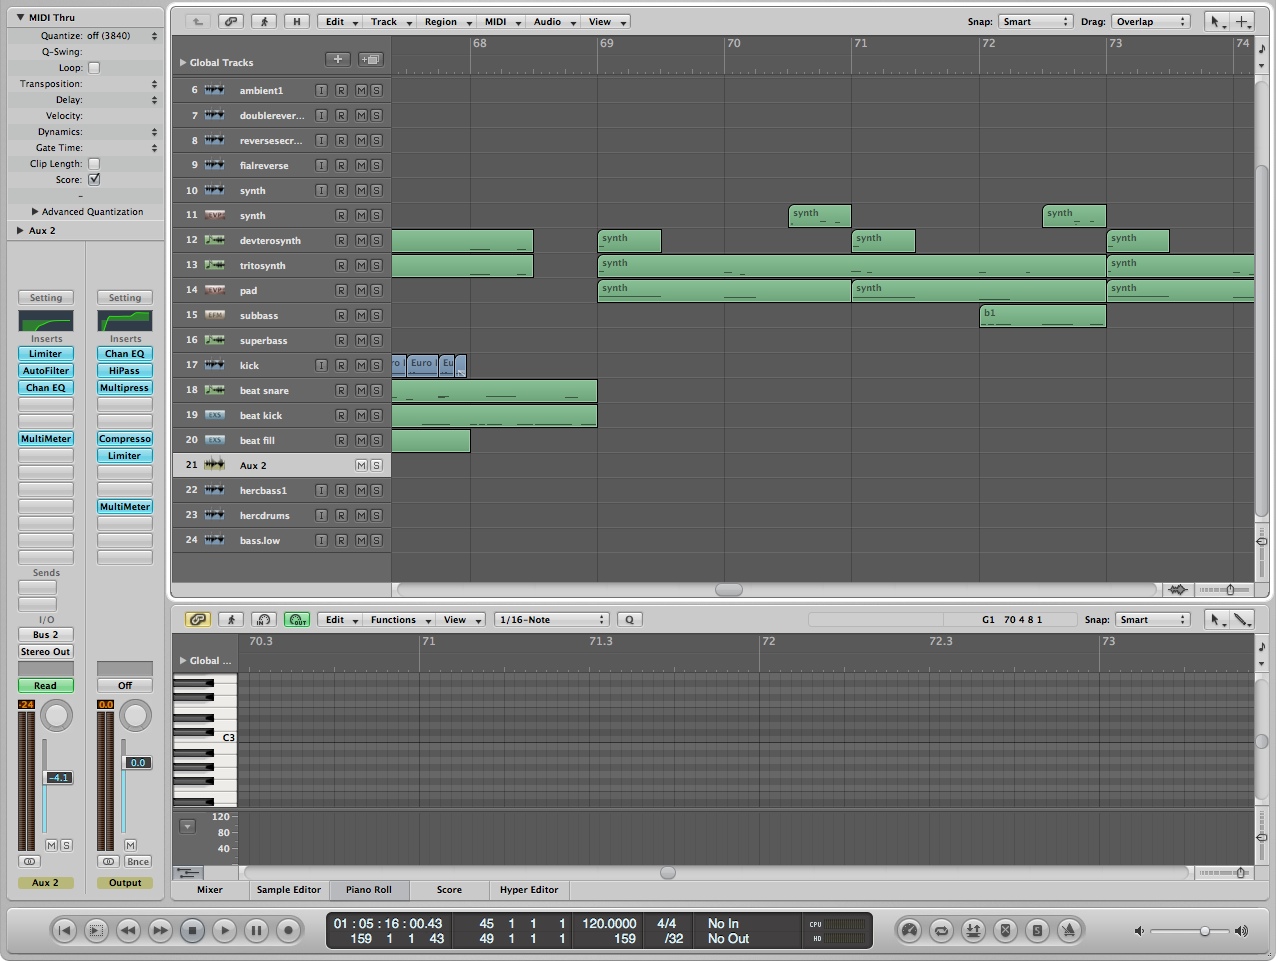 MIDI Thru
Quantize: off (3840)
Q-Swing:
Loop:
Transposition:
Delay:
Velocity:
Dynamics:
Gate Time:
Clip Length:
Score:
-
Advanced Quantization
Aux 2
Setting
Setting
Inserts
Inserts
Limiter
Chan EQ
AutoFilter
HiPass
Chan EQ
Multipress
MultiMeter
Compresso
Limiter
MultiMeter
Sends
I/O
Bus 2
Stereo Out
Read
Off
-24
0.0
-4.1
0.0
M S
M
Bnce
Aux 2
Output
H
Edit
Track
Region
MIDI
Audio
View
Snap: Smart
Drag: Overlap
Global Tracks
68 69 70 71 72 73 74
6 ambient1 I R M S
7 doublerever... I R M S
8 reversesecr... I R M S
9 fialreverse R M S
10 synth I R M S
11 synth R M S
synth synth
12 devterosynth R M S
synth synth synth
13 tritosynth R M S
synth synth
14 pad R M S
synth synth synth
15 subbass R M S
b1
16 superbass R M S
17 kick I R M S
Euro Eu
18 beat snare R M S
19 EXS beat kick R M S
20 EXS beat fill R M S
21 Aux 2 M S
22 hercbass1 I R M S
23 hercdrums I R M S
24 bass.low I R M S
IN
OUT
Edit
Functions
View
1/16-Note
Q
G1 70 4 8 1
Snap: Smart
Global ...
70.3 71 71.3 72 72.3 73
C3
120
80
40
Mixer
Sample Editor
Piano Roll
Score
Hyper Editor
01 : 05 : 16 : 00.43
159 1 1 43
45 1 1 1
49 1 1 1
120.0000
159
4/4
/32
No In
No Out
CPU
HD
S